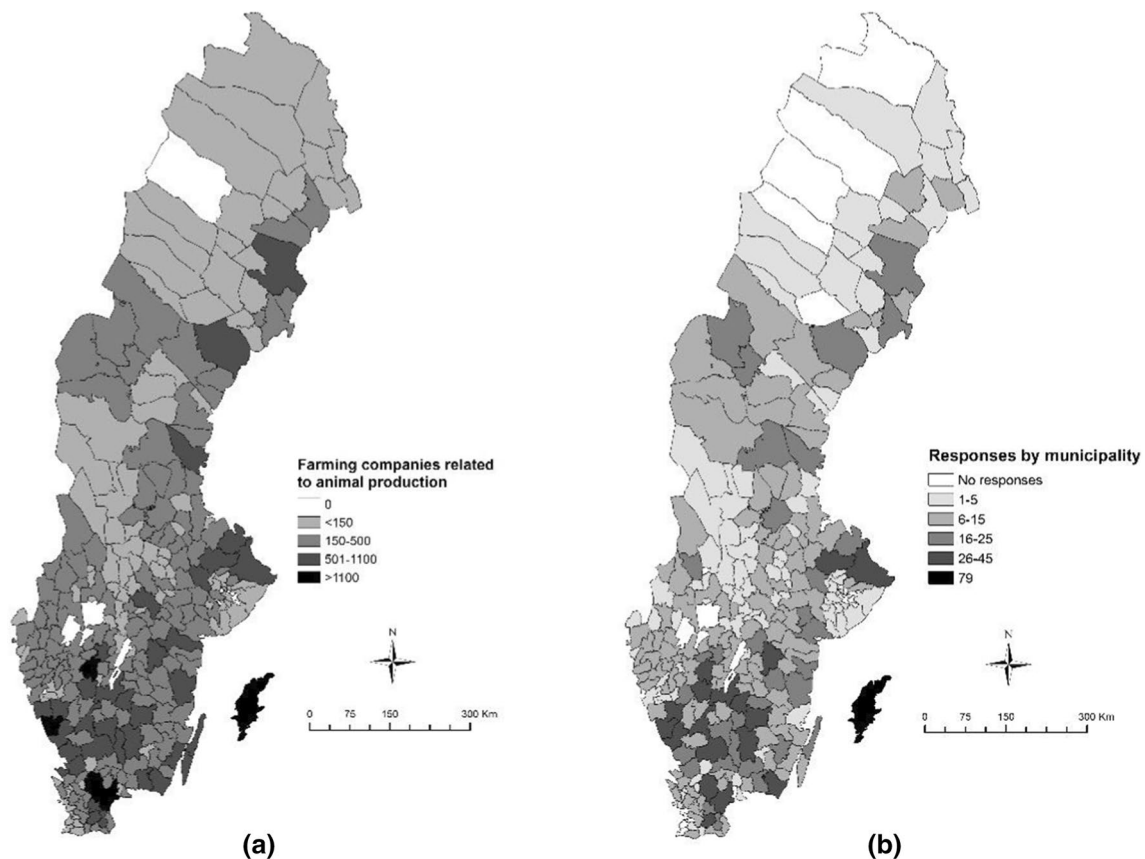 Farming companies related
to animal production
0
<150
150-500
501-1100
>1100
N
0 75 150 300 Km
(a)
Responses by municipality
No responses
1-5
6-15
16-25
26-45
79
N
0 75 150 300 Km
(b)